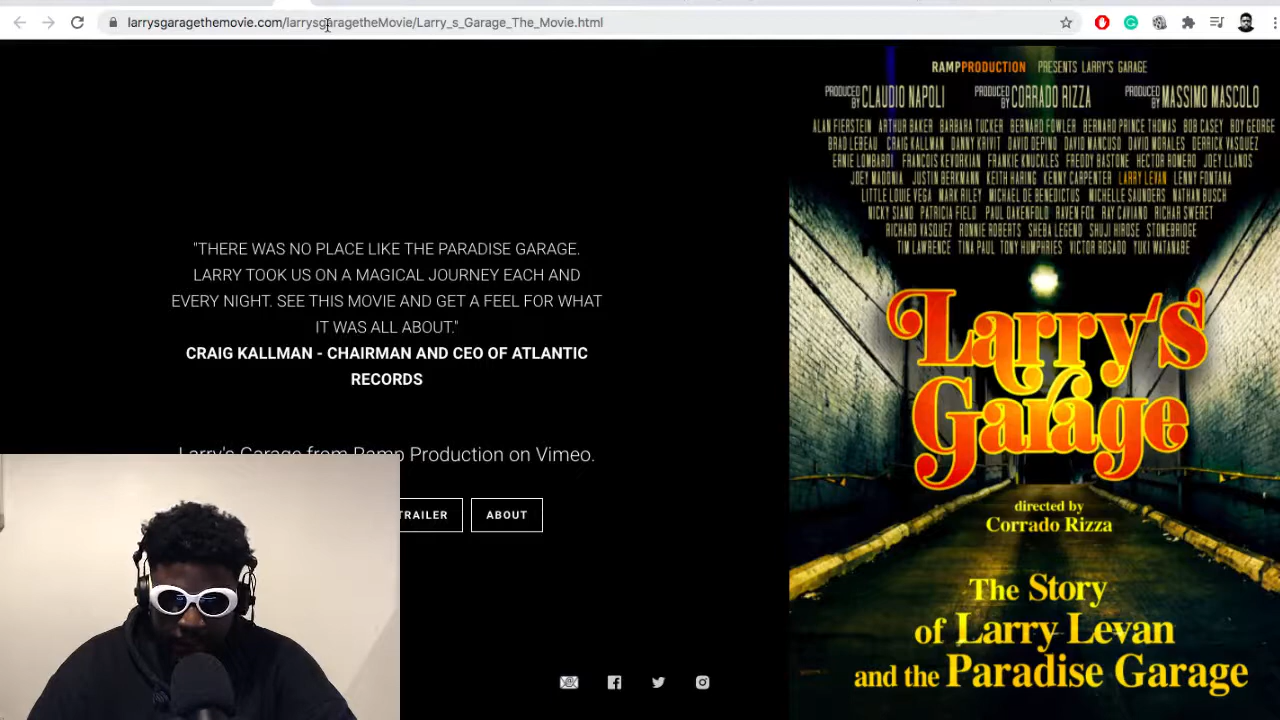 larrysgaragethemovie.com/larrysgaragetheMovie/Larry_s_Garage_The_Movie.html
"THERE WAS NO PLACE LIKE THE PARADISE GARAGE.
LARRY TOOK US ON A MAGICAL JOURNEY EACH AND
EVERY NIGHT. SEE THIS MOVIE AND GET A FEEL FOR WHAT
IT WAS ALL ABOUT."
CRAIG KALLMAN - CHAIRMAN AND CEO OF ATLANTIC
RECORDS
Larry's Garage from Ramp Production on Vimeo.
TRAILER ABOUT
RAMPPRODUCTION PRESENTS LARRY'S GARAGE
PRODUCED BY CLAUDIO NAPOLI PRODUCED BY CORRADO RIZZA PRODUCED BY MASSIMO MASCOLO
ALAN FIERSTEIN ARTHUR BAKER BARBARA TUCKER BERNARD FOWLER BERNARD PRINCE THOMAS BOB CASEY BOY GEORGE
BRAD LEBEAU CRAIG KALLMAN DANNY KRIVIT DAVID DEPINO DAVID MANCUSO DAVID MORALES DERRICK VASQUEZ
ERNIE LOMBARDI FRANCOIS KEVORKIAN FRANKIE KNUCKLES FREDDY BASTONE HECTOR ROMERO JOEY LLANOS
JOEY MADONIA JUSTIN BERKMANN KEITH HARING KENNY CARPENTER LARRY LEVAN LENNY FONTANA
LITTLE LOUIE VEGA MARK RILEY MICHAEL DE BENEDICTUS MICHELLE SAUNDERS NATHAN BUSCH
NICKY SIANO PATRICIA FIELD PAUL OAKENFOLD RAVEN FOX RAY CAVIANO RICHAR SWERET
RICHARD VASQUEZ RONNIE ROBERTS SHEBA LEGEND SHUJI HIROSE STONEBRIDGE
TIM LAWRENCE TINA PAUL TONY HUMPHRIES VICTOR ROSADO YUKI WATANABE
Larry's
Garage
directed by
Corrado Rizza
The Story
of Larry Levan
and the Paradise Garage